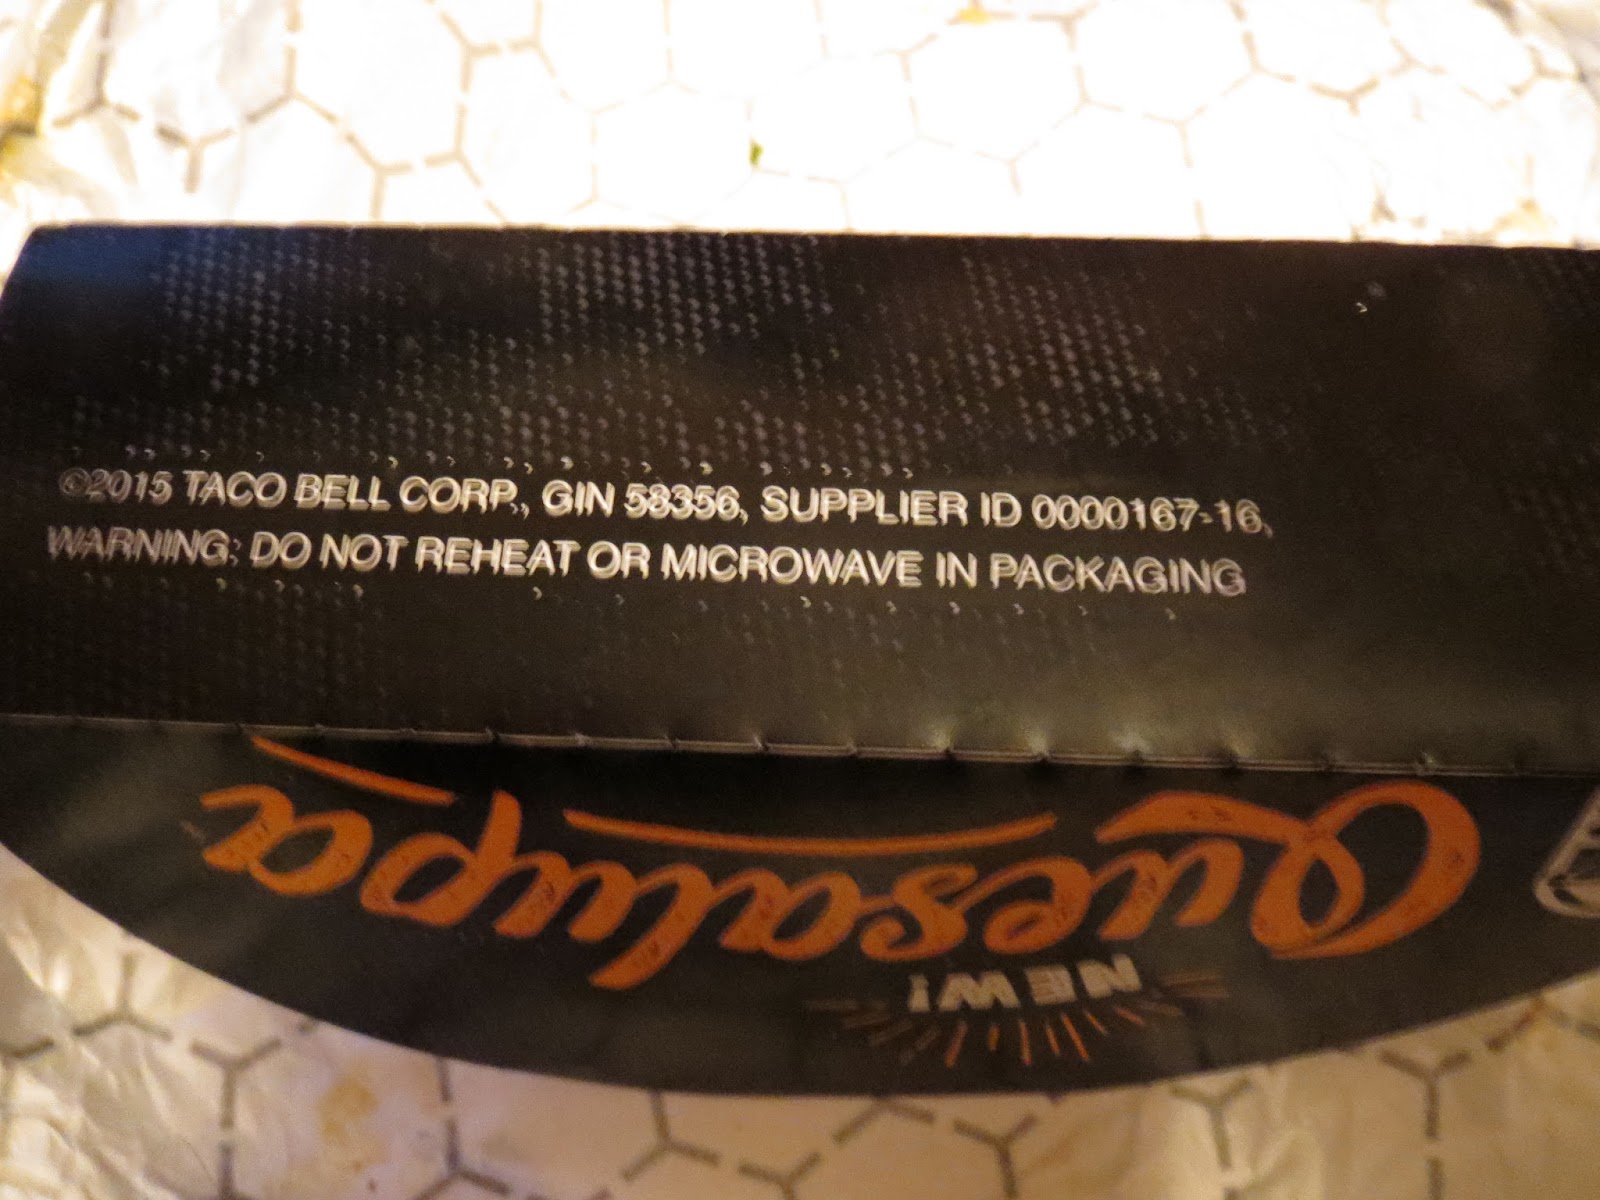 ©2015 TACO BELL CORP., GIN 58356, SUPPLIER ID 0000167-16,
WARNING: DO NOT REHEAT OR MICROWAVE IN PACKAGING
NEW!
Quesalupa